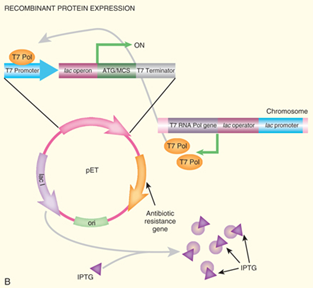 RECOMBINANT PROTEIN EXPRESSION
T7 Pol
ON
T7 Promoter
lac operon
ATG/MCS
T7 Terminator
Chromosome
T7 RNA Pol gene
lac operator
lac promoter
T7 Pol
T7 Pol
pET
lac I
Antibiotic
resistance
gene
ori
IPTG
IPTG
B